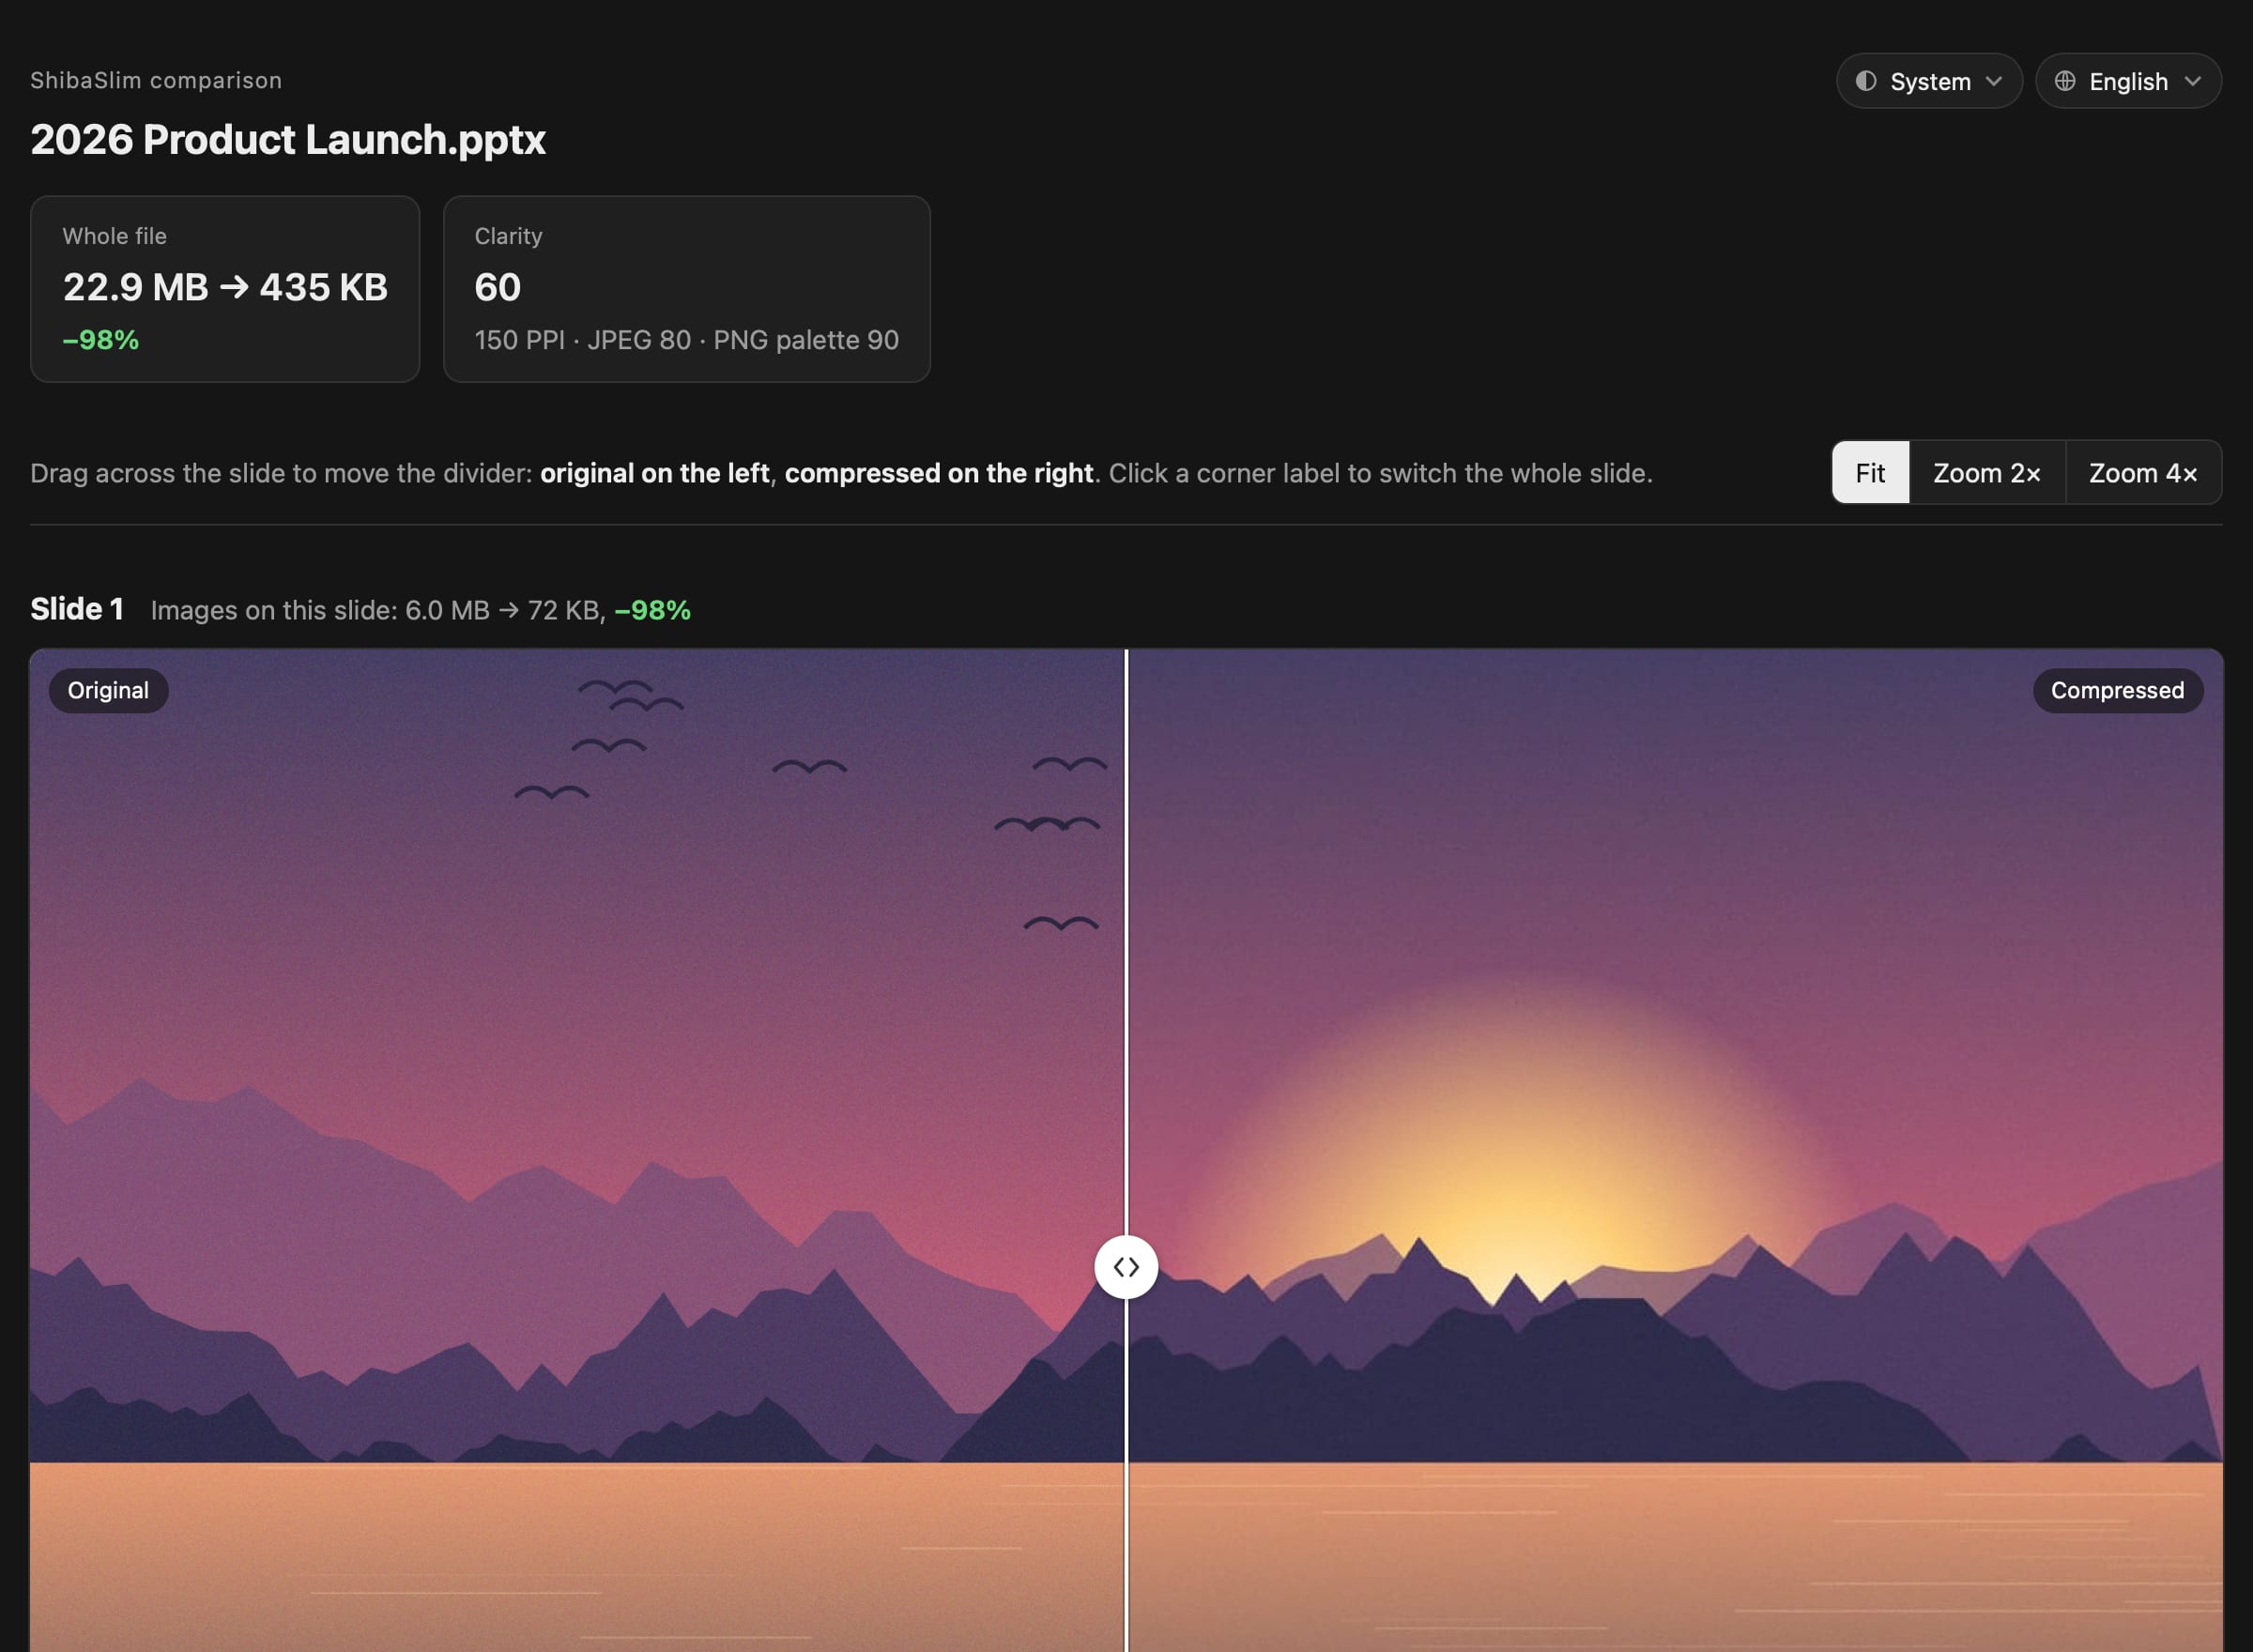 ShibaSlim comparison
System
English
2026 Product Launch.pptx
Whole file
22.9 MB → 435 KB
−98%
Clarity
60
150 PPI · JPEG 80 · PNG palette 90
Drag across the slide to move the divider: original on the left, compressed on the right. Click a corner label to switch the whole slide.
Fit
Zoom 2×
Zoom 4×
Slide 1 Images on this slide: 6.0 MB → 72 KB, −98%
Original
Compressed